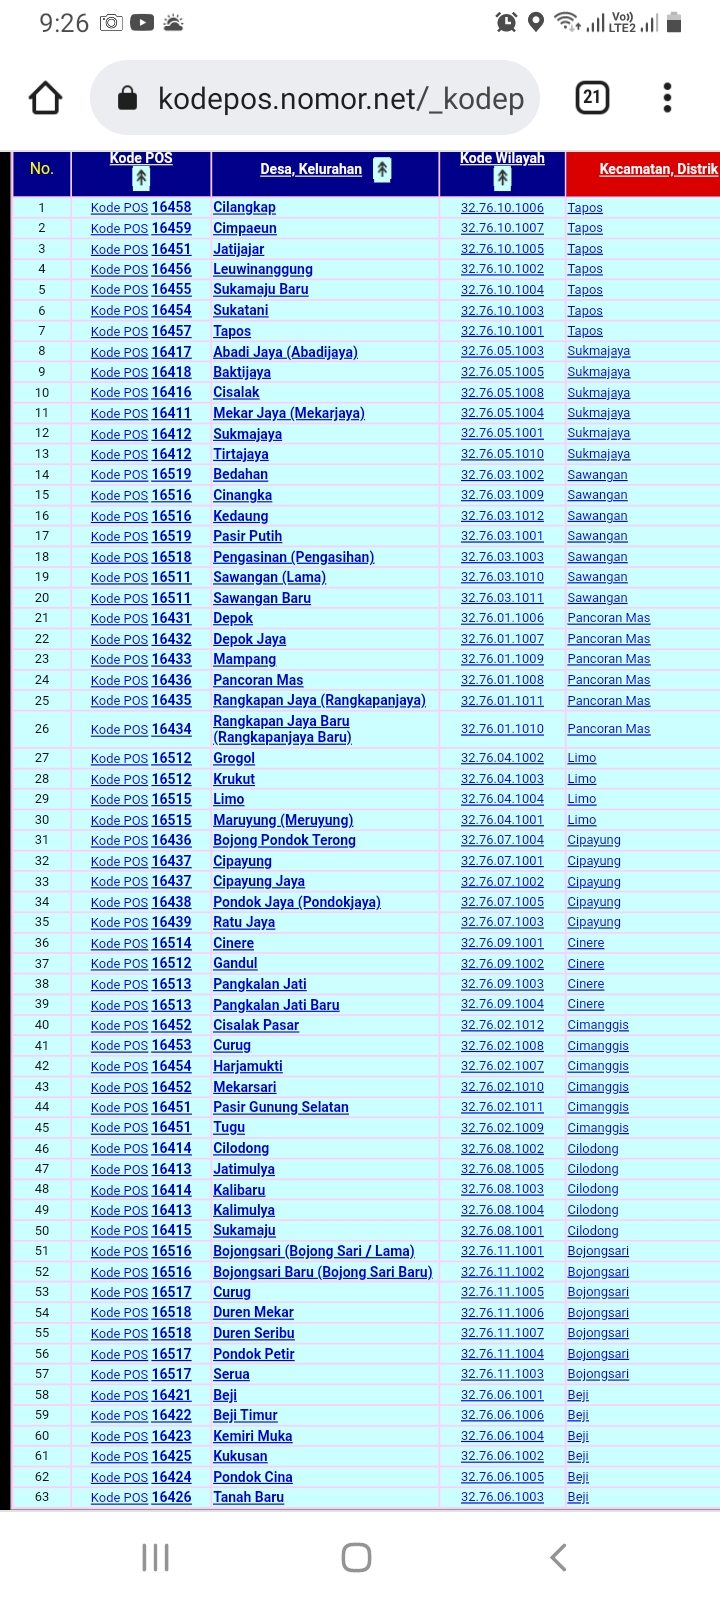 9:26 Vo)) LTE2
kodepos.nomor.net/_kodep 21
No. Kode POS Desa, Kelurahan Kode Wilayah Kecamatan, Distrik
1 Kode POS 16458 Cilangkap 32.76.10.1006 Tapos
2 Kode POS 16459 Cimpaeun 32.76.10.1007 Tapos
3 Kode POS 16451 Jatijajar 32.76.10.1005 Tapos
4 Kode POS 16456 Leuwinanggung 32.76.10.1002 Tapos
5 Kode POS 16455 Sukamaju Baru 32.76.10.1004 Tapos
6 Kode POS 16454 Sukatani 32.76.10.1003 Tapos
7 Kode POS 16457 Tapos 32.76.10.1001 Tapos
8 Kode POS 16417 Abadi Jaya (Abadijaya) 32.76.05.1003 Sukmajaya
9 Kode POS 16418 Baktijaya 32.76.05.1005 Sukmajaya
10 Kode POS 16416 Cisalak 32.76.05.1008 Sukmajaya
11 Kode POS 16411 Mekar Jaya (Mekarjaya) 32.76.05.1004 Sukmajaya
12 Kode POS 16412 Sukmajaya 32.76.05.1001 Sukmajaya
13 Kode POS 16412 Tirtajaya 32.76.05.1010 Sukmajaya
14 Kode POS 16519 Bedahan 32.76.03.1002 Sawangan
15 Kode POS 16516 Cinangka 32.76.03.1009 Sawangan
16 Kode POS 16516 Kedaung 32.76.03.1012 Sawangan
17 Kode POS 16519 Pasir Putih 32.76.03.1001 Sawangan
18 Kode POS 16518 Pengasinan (Pengasihan) 32.76.03.1003 Sawangan
19 Kode POS 16511 Sawangan (Lama) 32.76.03.1010 Sawangan
20 Kode POS 16511 Sawangan Baru 32.76.03.1011 Sawangan
21 Kode POS 16431 Depok 32.76.01.1006 Pancoran Mas
22 Kode POS 16432 Depok Jaya 32.76.01.1007 Pancoran Mas
23 Kode POS 16433 Mampang 32.76.01.1009 Pancoran Mas
24 Kode POS 16436 Pancoran Mas 32.76.01.1008 Pancoran Mas
25 Kode POS 16435 Rangkapan Jaya (Rangkapanjaya) 32.76.01.1011 Pancoran Mas
26 Kode POS 16434 Rangkapan Jaya Baru 32.76.01.1010 Pancoran Mas
(Rangkapanjaya Baru)
27 Kode POS 16512 Grogol 32.76.04.1002 Limo
28 Kode POS 16512 Krukut 32.76.04.1003 Limo
29 Kode POS 16515 Limo 32.76.04.1004 Limo
30 Kode POS 16515 Maruyung (Meruyung) 32.76.04.1001 Limo
31 Kode POS 16436 Bojong Pondok Terong 32.76.07.1004 Cipayung
32 Kode POS 16437 Cipayung 32.76.07.1001 Cipayung
33 Kode POS 16437 Cipayung Jaya 32.76.07.1002 Cipayung
34 Kode POS 16438 Pondok Jaya (Pondokjaya) 32.76.07.1005 Cipayung
35 Kode POS 16439 Ratu Jaya 32.76.07.1003 Cipayung
36 Kode POS 16514 Cinere 32.76.09.1001 Cinere
37 Kode POS 16512 Gandul 32.76.09.1002 Cinere
38 Kode POS 16513 Pangkalan Jati 32.76.09.1003 Cinere
39 Kode POS 16513 Pangkalan Jati Baru 32.76.09.1004 Cinere
40 Kode POS 16452 Cisalak Pasar 32.76.02.1012 Cimanggis
41 Kode POS 16453 Curug 32.76.02.1008 Cimanggis
42 Kode POS 16454 Harjamukti 32.76.02.1007 Cimanggis
43 Kode POS 16452 Mekarsari 32.76.02.1010 Cimanggis
44 Kode POS 16451 Pasir Gunung Selatan 32.76.02.1011 Cimanggis
45 Kode POS 16451 Tugu 32.76.02.1009 Cimanggis
46 Kode POS 16414 Cilodong 32.76.08.1002 Cilodong
47 Kode POS 16413 Jatimulya 32.76.08.1005 Cilodong
48 Kode POS 16414 Kalibaru 32.76.08.1003 Cilodong
49 Kode POS 16413 Kalimulya 32.76.08.1004 Cilodong
50 Kode POS 16415 Sukamaju 32.76.08.1001 Cilodong
51 Kode POS 16516 Bojongsari (Bojong Sari / Lama) 32.76.11.1001 Bojongsari
52 Kode POS 16516 Bojongsari Baru (Bojong Sari Baru) 32.76.11.1002 Bojongsari
53 Kode POS 16517 Curug 32.76.11.1005 Bojongsari
54 Kode POS 16518 Duren Mekar 32.76.11.1006 Bojongsari
55 Kode POS 16518 Duren Seribu 32.76.11.1007 Bojongsari
56 Kode POS 16517 Pondok Petir 32.76.11.1004 Bojongsari
57 Kode POS 16517 Serua 32.76.11.1003 Bojongsari
58 Kode POS 16421 Beji 32.76.06.1001 Beji
59 Kode POS 16422 Beji Timur 32.76.06.1006 Beji
60 Kode POS 16423 Kemiri Muka 32.76.06.1004 Beji
61 Kode POS 16425 Kukusan 32.76.06.1002 Beji
62 Kode POS 16424 Pondok Cina 32.76.06.1005 Beji
63 Kode POS 16426 Tanah Baru 32.76.06.1003 Beji